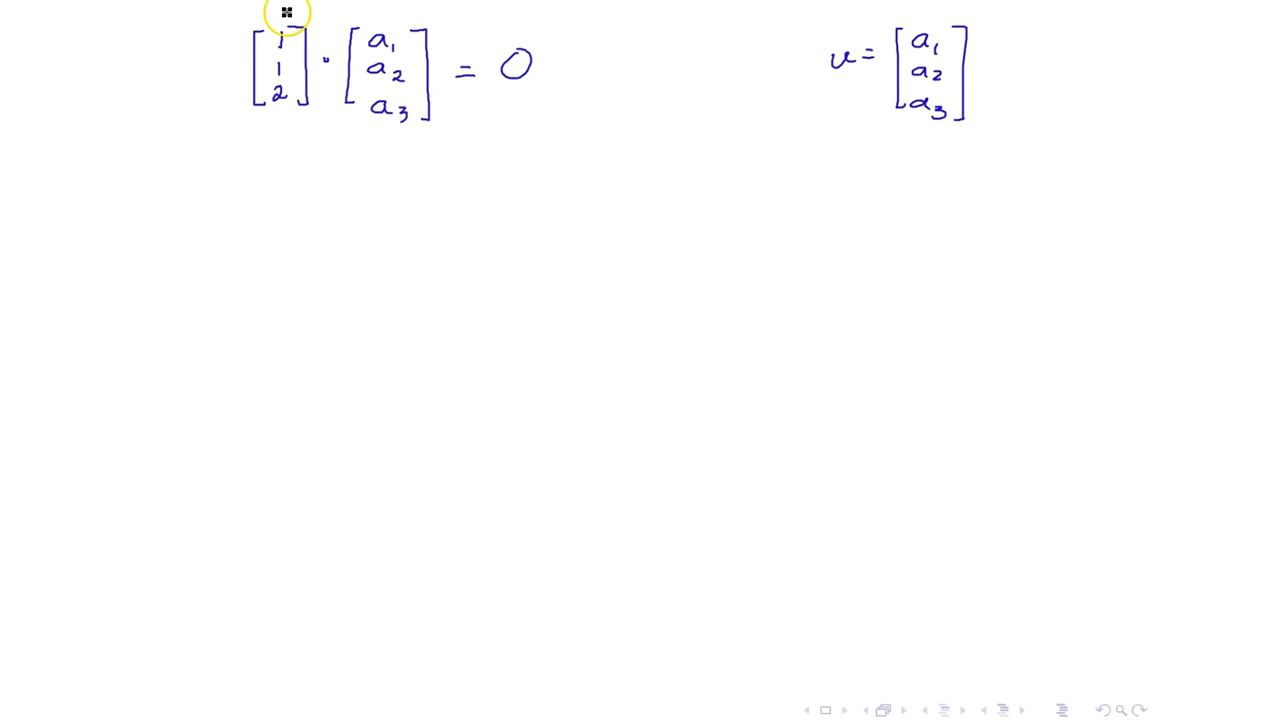 [1 1 2] · [a₁ a₂ a₃] = 0
u = [a₁ a₂ a₃]